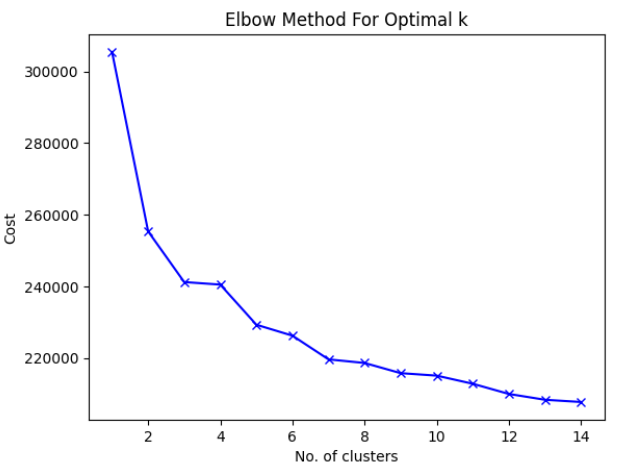 Elbow Method For Optimal k
300000
280000
260000
240000
220000
Cost
2 4 6 8 10 12 14
No. of clusters